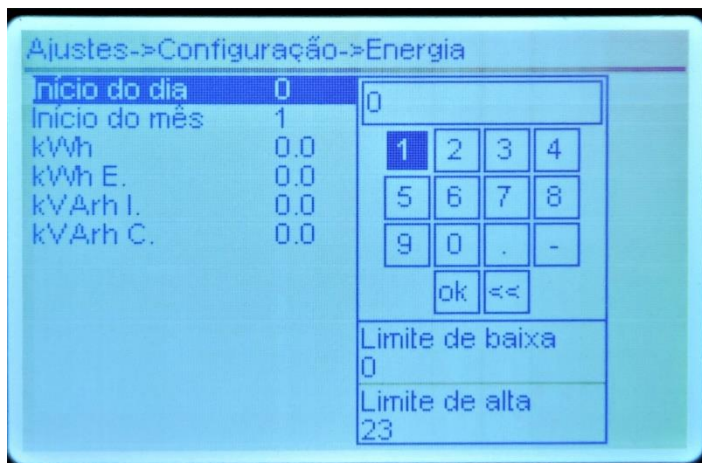 Ajustes->Configuração->Energia
Início do dia 0
Início do mês 1
kWh 0.0
kWh E. 0.0
kVArh I. 0.0
kVArh C. 0.0
0
1 2 3 4
5 6 7 8
9 0 . -
ok <<
Limite de baixa
0
Limite de alta
23